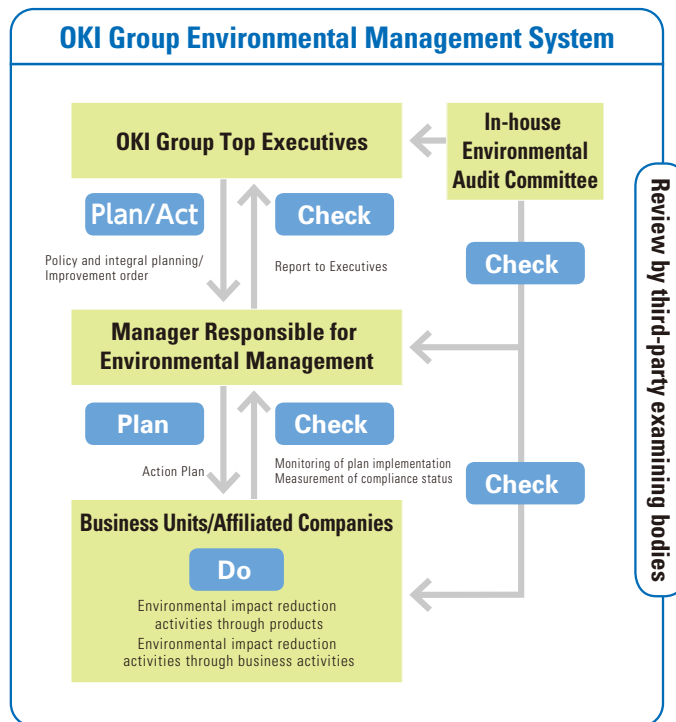 OKI Group Environmental Management System
OKI Group Top Executives
In-house
Environmental
Audit Committee
Plan/Act
Check
Policy and integral planning/
Improvement order
Report to Executives
Check
Manager Responsible for
Environmental Management
Plan
Check
Action Plan
Monitoring of plan implementation
Measurement of compliance status
Check
Business Units/Affiliated Companies
Do
Environmental impact reduction
activities through products
Environmental impact reduction
activities through business activities
Review by third-party examining bodies